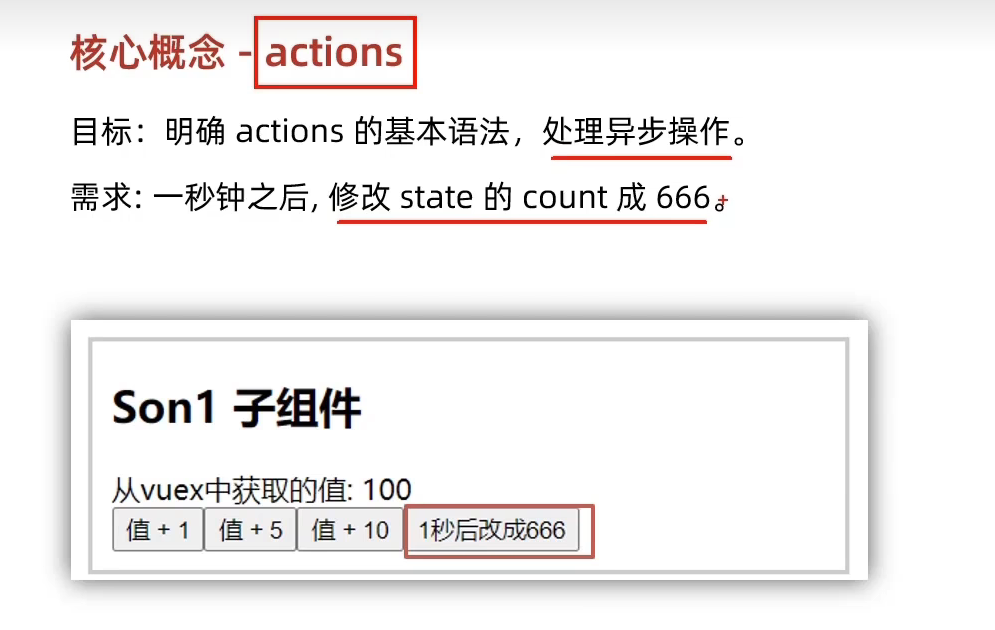 核心概念 - actions
目标：明确 actions 的基本语法，处理异步操作。
需求: 一秒钟之后, 修改 state 的 count 成 666。
Son1 子组件
从vuex中获取的值: 100
值 + 1 值 + 5 值 + 10 1秒后改成666